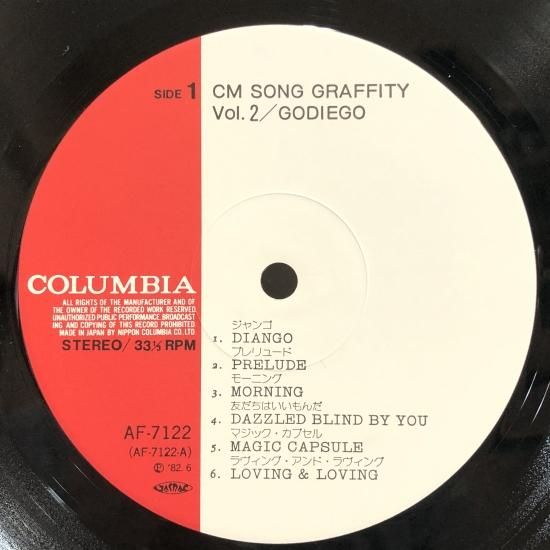 SIDE 1 CM SONG GRAFFITY
Vol. 2/GODIEGO
COLUMBIA
ALL RIGHTS OF THE MANUFACTURER AND OF
THE OWNER OF THE RECORDED WORK RESERVED.
UNAUTHORIZED PUBLIC PERFORMANCE, BROADCAST
ING AND COPYING OF THIS RECORD PROHIBITED
MADE IN JAPAN BY NIPPON COLUMBIA CO., LTD.
STEREO/33⅓ RPM
ジャンゴ
1. DIANGO
プレリュード
2. PRELUDE
モーニング
3. MORNING
友だちはいいもんだ
4. DAZZLED BLIND BY YOU
マジック・カプセル
5. MAGIC CAPSULE
ラヴィング・アンド・ラヴィング
6. LOVING & LOVING
AF-7122
(AF-7122-A)
Ⓟ '82. 6
JASRAC